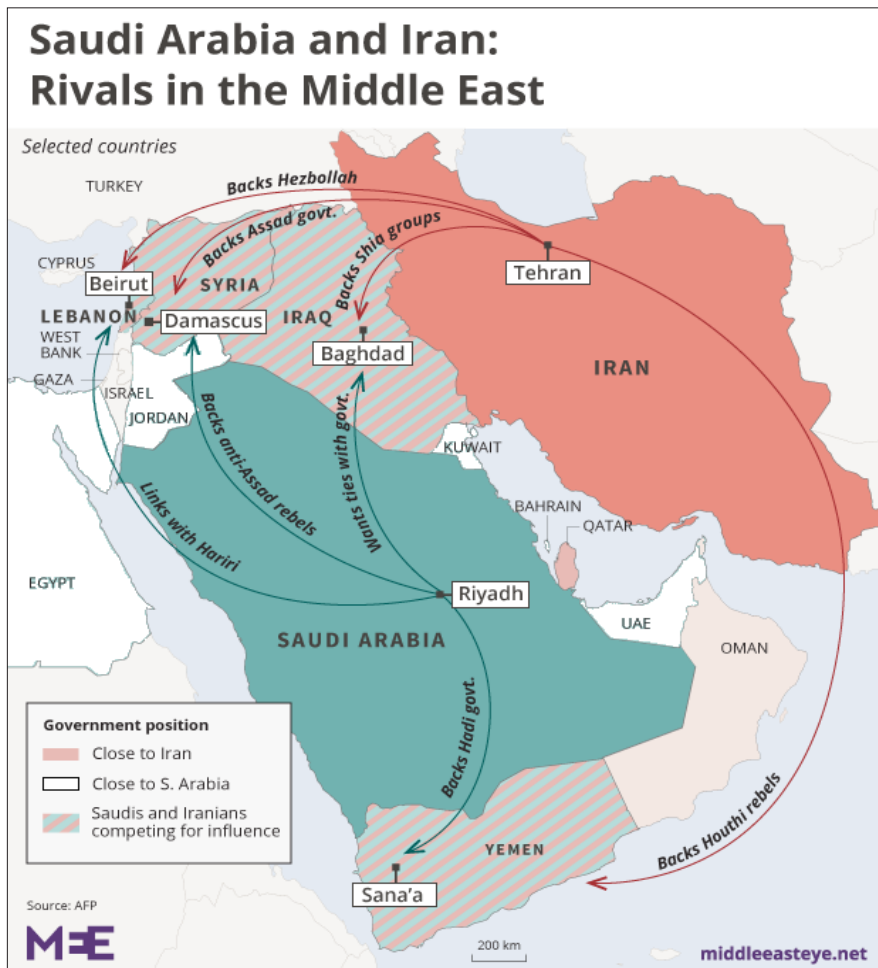 Saudi Arabia and Iran:
Rivals in the Middle East
Selected countries
TURKEY
Backs Hezbollah
Backs Assad govt.
Backs Shia groups
CYPRUS
Tehran
Beirut
SYRIA
LEBANON
Damascus
IRAQ
WEST
BANK
Baghdad
IRAN
GAZA
ISRAEL
JORDAN
KUWAIT
Backs anti-Assad rebels
Wants ties with govt.
Links with Hariri
BAHRAIN
QATAR
EGYPT
Riyadh
UAE
SAUDI ARABIA
OMAN
Backs Hadi govt.
Backs Houthi rebels
Government position
Close to Iran
Close to S. Arabia
Saudis and Iranians
competing for influence
YEMEN
Sana'a
Source: AFP
MEE
200 km
middleeasteye.net